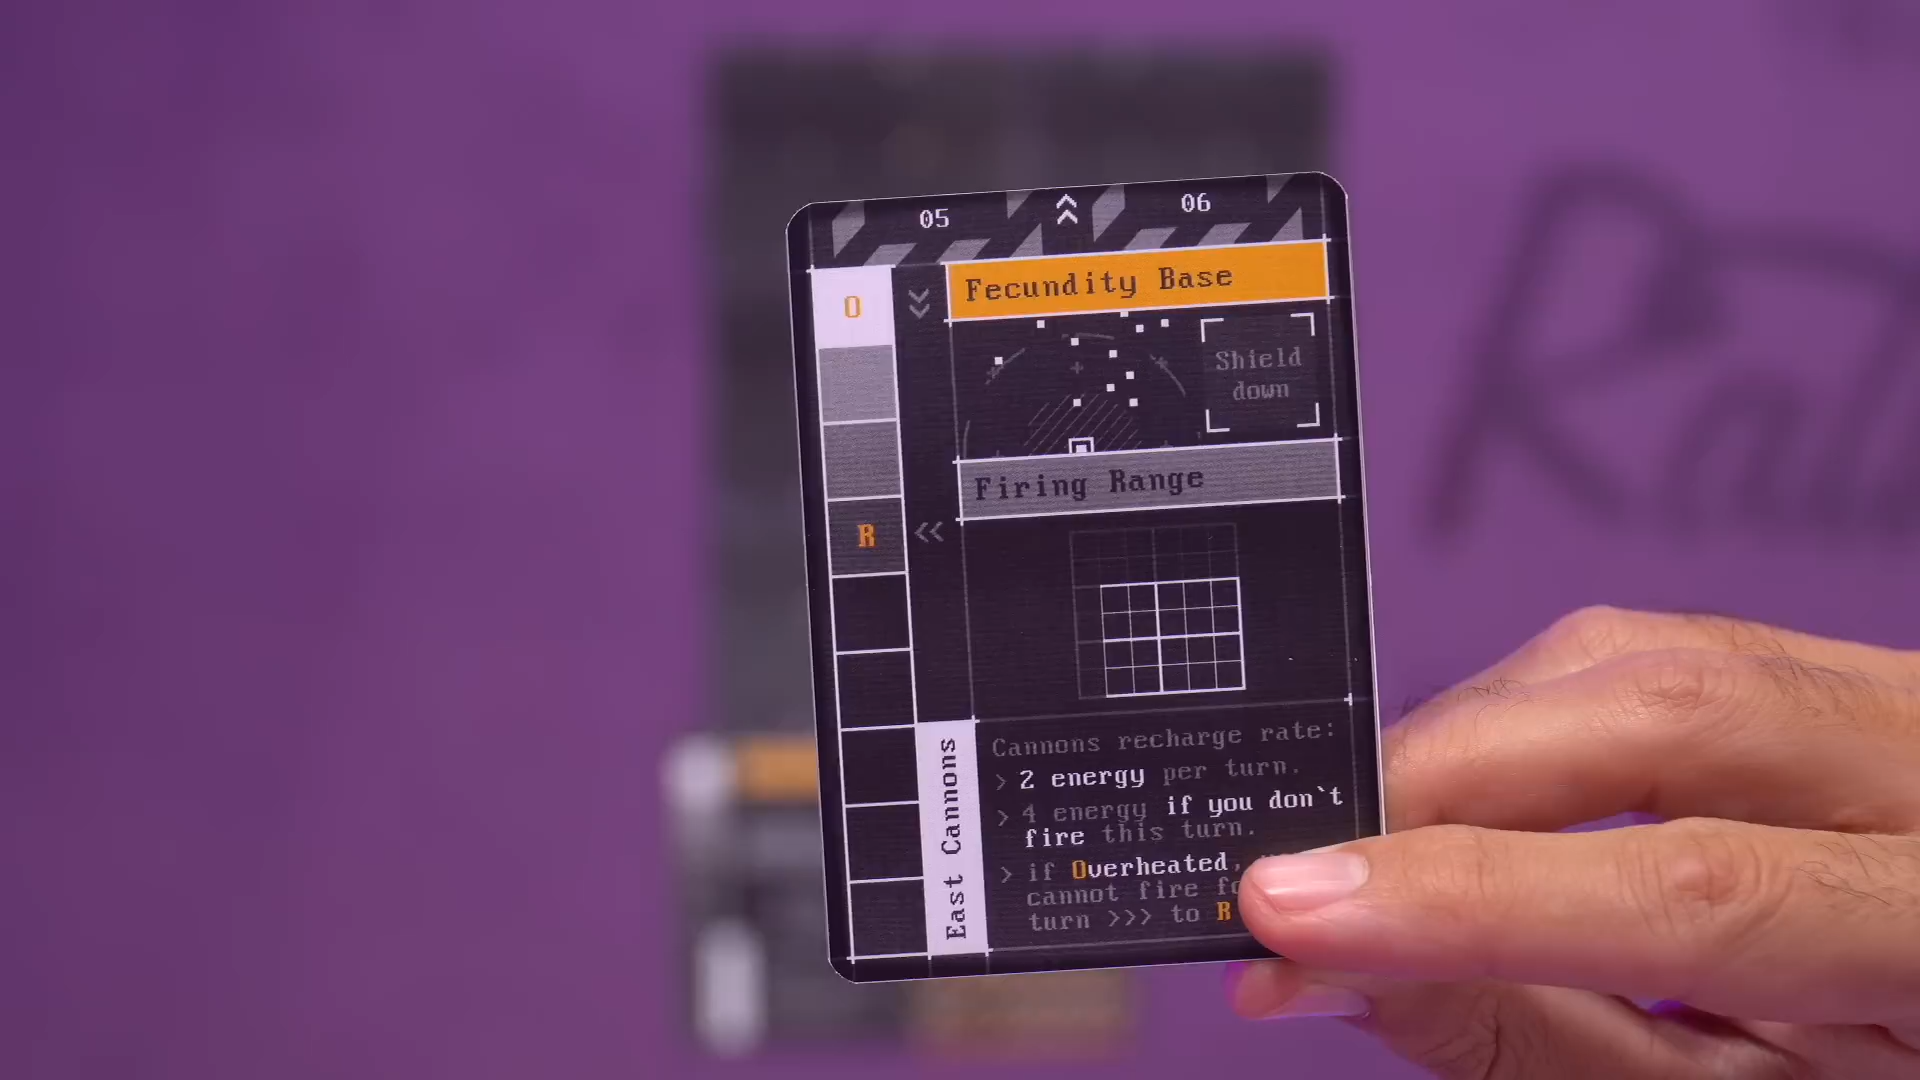 05
06
O
Fecundity Base
Shield
down
Firing Range
R
East Cannons
Cannons recharge rate:
> 2 energy per turn.
> 4 energy if you don`t
fire this turn.
> if Overheated,
cannot fire
turn >>> to R